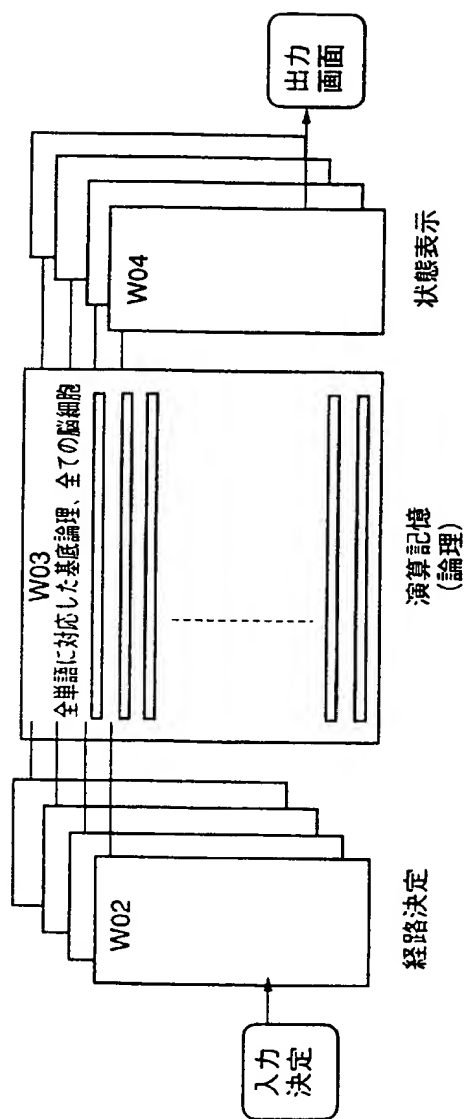 入力
決定
W02
経路決定
W03
全単語に対応した基底論理、全ての脳細胞
演算記憶
(論理)
W04
状態表示
出力
画面